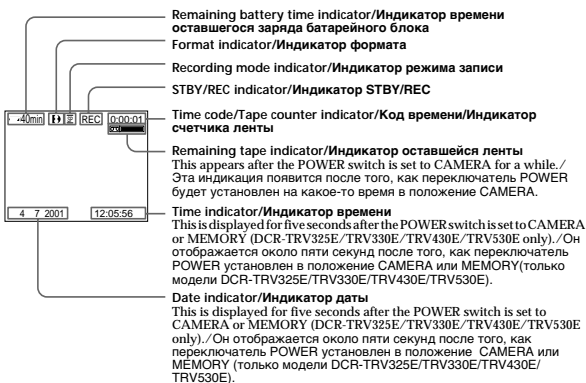 Remaining battery time indicator/Индикатор времени
оставшегося заряда батарейного блока
Format indicator/Индикатор формата
Recording mode indicator/Индикатор режима записи
STBY/REC indicator/Индикатор STBY/REC
40min REC 0:00:01
Time code/Tape counter indicator/Код времени/Индикатор
счетчика ленты
Remaining tape indicator/Индикатор оставшейся ленты
This appears after the POWER switch is set to CAMERA for a while./
Эта индикация появится после того, как переключатель POWER
будет установлен на какое-то время в положение CAMERA.
4 7 2001 12:05:56
Time indicator/Индикатор времени
This is displayed for five seconds after the POWER switch is set to CAMERA
or MEMORY (DCR-TRV325E/TRV330E/TRV430E/TRV530E only)./Он
отображается около пяти секунд после того, как переключатель
POWER установлен в положение CAMERA или MEMORY(только
модели DCR-TRV325E/TRV330E/TRV430E/TRV530E).
Date indicator/Индикатор даты
This is displayed for five seconds after the POWER switch is set to
CAMERA or MEMORY (DCR-TRV325E/TRV330E/TRV430E/TRV530E
only)./Он отображается около пяти секунд после того, как
переключатель POWER установлен в положение CAMERA или
MEMORY (только модели DCR-TRV325E/TRV330E/TRV430E/
TRV530E).